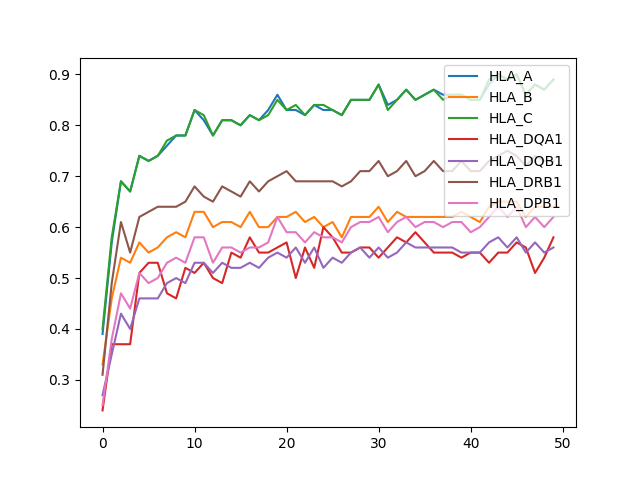 0.9
0.8
0.7
0.6
0.5
0.4
0.3
0 10 20 30 40 50
HLA_A
HLA_B
HLA_C
HLA_DQA1
HLA_DQB1
HLA_DRB1
HLA_DPB1